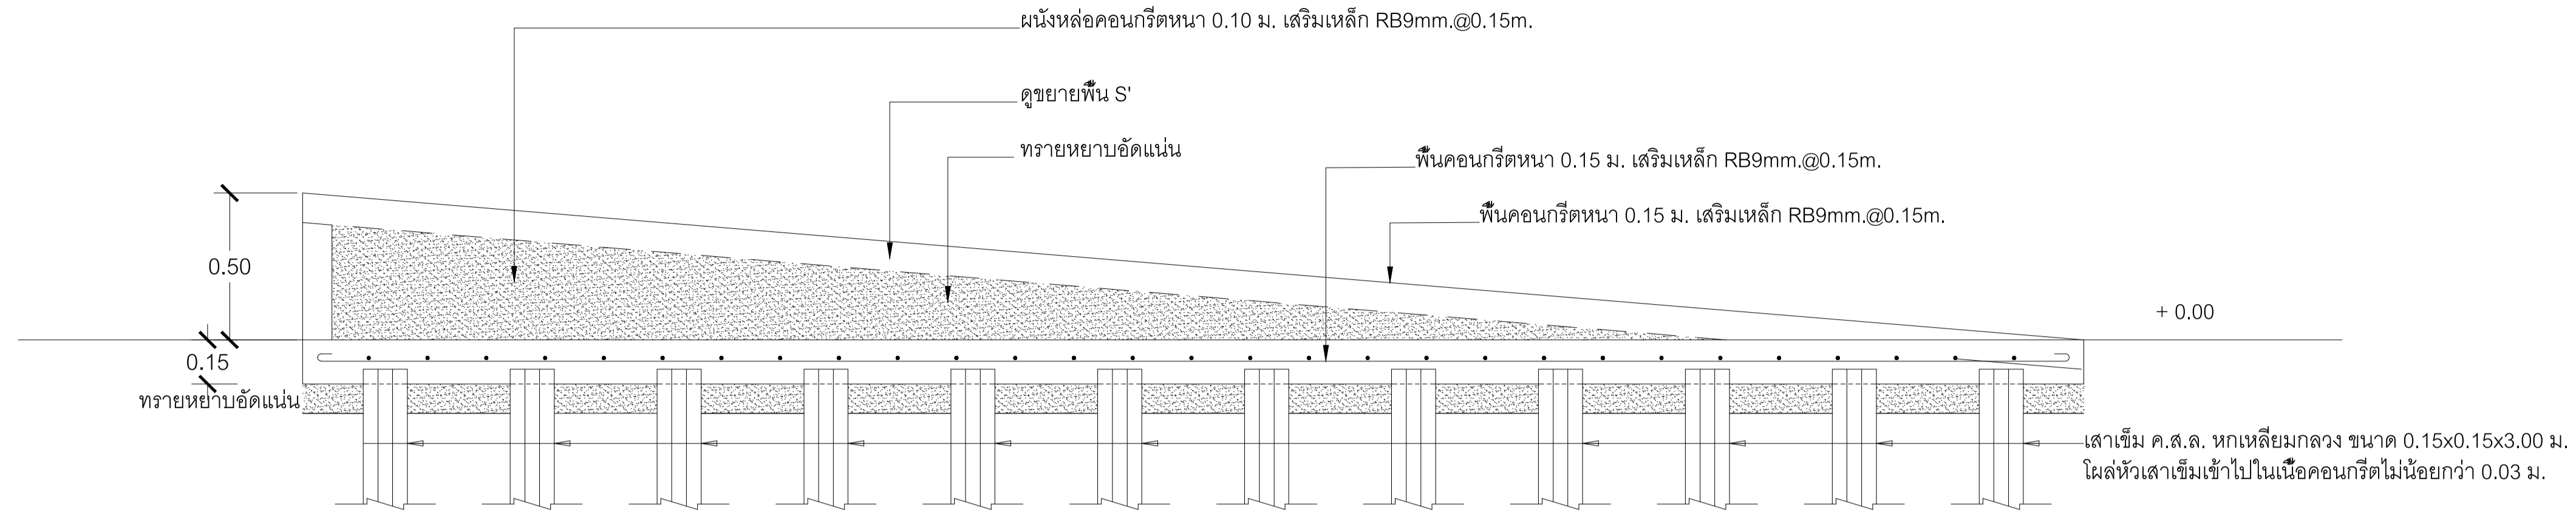 ผนังหล่อคอนกรีตหนา 0.10 ม. เสริมเหล็ก RB9mm.@0.15m.
ดูขยายพื้น S'
ทรายหยาบอัดแน่น
พื้นคอนกรีตหนา 0.15 ม. เสริมเหล็ก RB9mm.@0.15m.
พื้นคอนกรีตหนา 0.15 ม. เสริมเหล็ก RB9mm.@0.15m.
0.50
+ 0.00
0.15
ทรายหยาบอัดแน่น
เสาเข็ม ค.ส.ล. หกเหลี่ยมกลวง ขนาด 0.15x0.15x3.00 ม.
โผล่หัวเสาเข็มเข้าไปในเนื้อคอนกรีตไม่น้อยกว่า 0.03 ม.